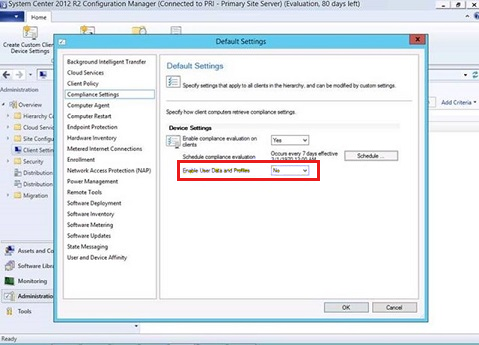 System Center 2012 R2 Configuration Manager (Connected to PRI - Primary Site Server) (Evaluation, 80 days left)
Home
Create Custom Client
Device Settings
Default Settings
Administration
Overview
Hierarchy C
Cloud Servic
Site Configu
Client Settin
Security
Distribution
Distribution
Migration
Assets and Co
Software Libra
Monitoring
Administration
Tools
Ready
Add Criteria
Background Intelligent Transfer
Cloud Services
Client Policy
Compliance Settings
Computer Agent
Computer Restart
Endpoint Protection
Hardware Inventory
Metered Internet Connections
Enrollment
Network Access Protection (NAP)
Power Management
Remote Tools
Software Deployment
Software Inventory
Software Metering
Software Updates
State Messaging
User and Device Affinity
Default Settings
Specify settings that apply to all clients in the hierarchy, and can be modified by custom settings.
Specify how client computers retrieve compliance settings.
Device Settings
Enable compliance evaluation on clients
Yes
Schedule compliance evaluation
Occurs every 7 days effective
Schedule ...
Enable User Data and Profiles
No
OK
Cancel